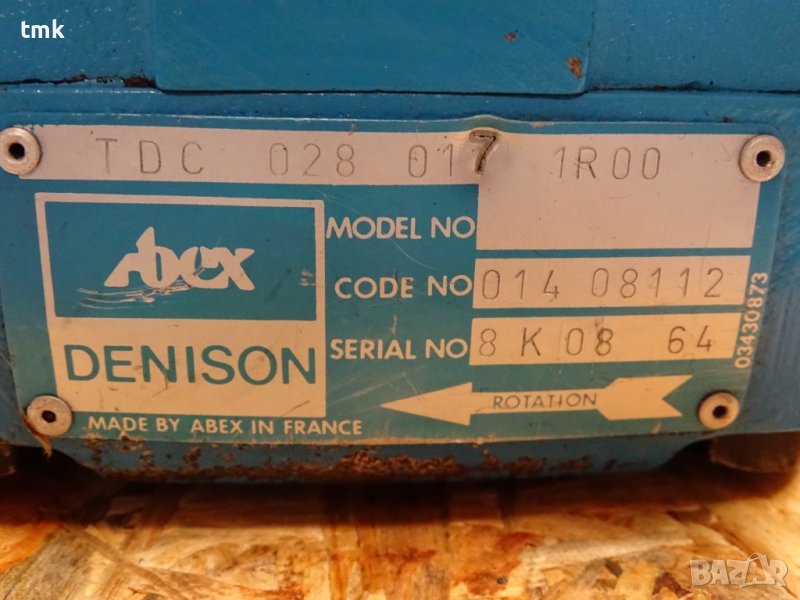 tmk
TDC 028 017 1R00
Abex
DENISON
MODEL NO
CODE NO 014 08112
SERIAL NO 8 K 08 64
03430873
ROTATION
MADE BY ABEX IN FRANCE
BAZAR